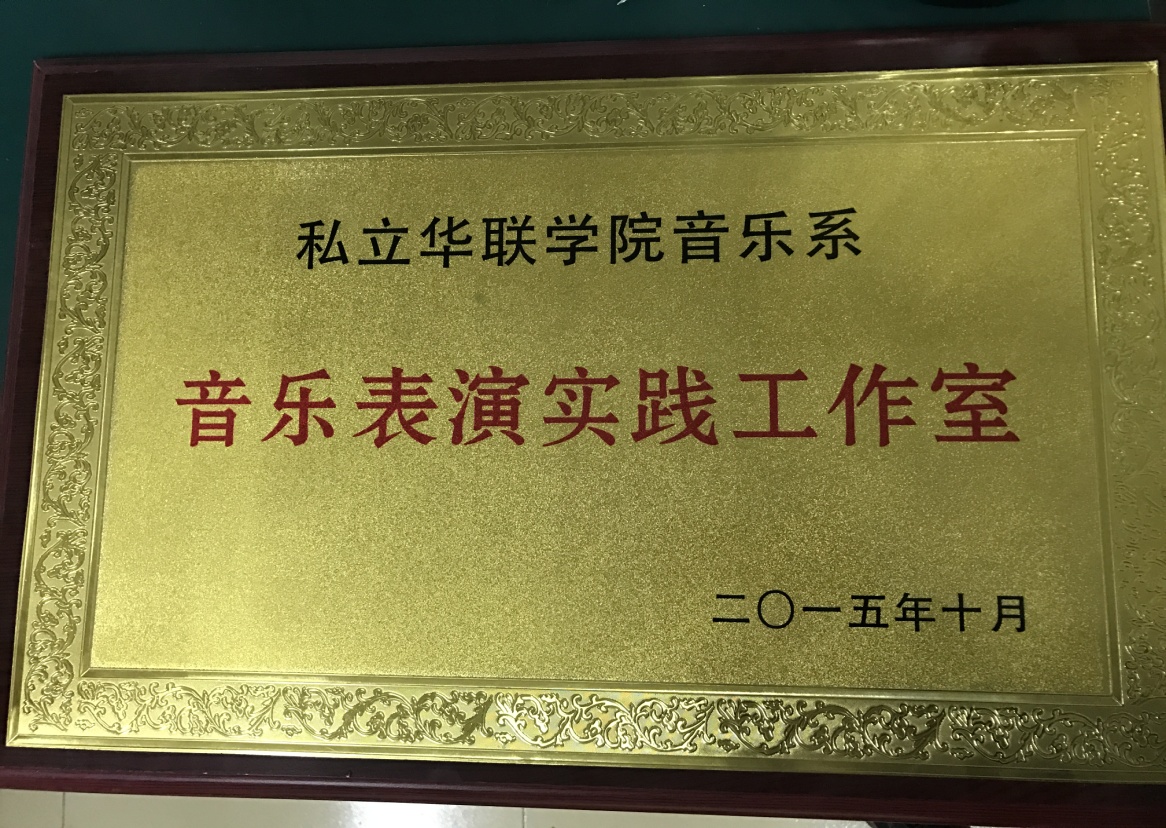 私立华联学院音乐系
音乐表演实践工作室
二〇一五年十月